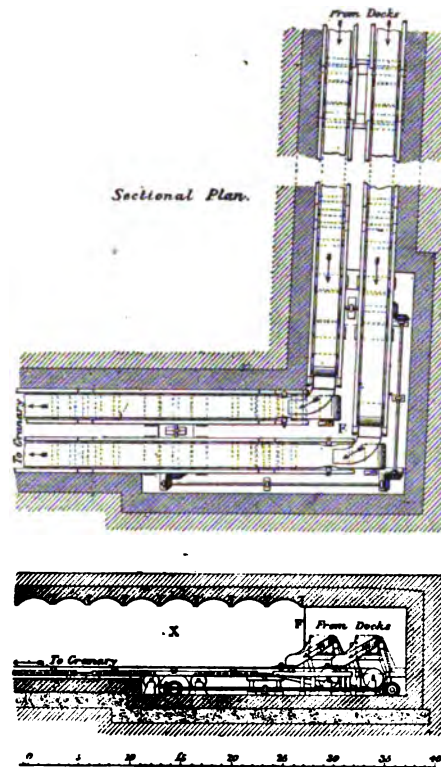 From Docks
Sectional Plan.
To Granary
F
F From Docks
X
To Granary
0 5 10 15 20 25 30 35 40